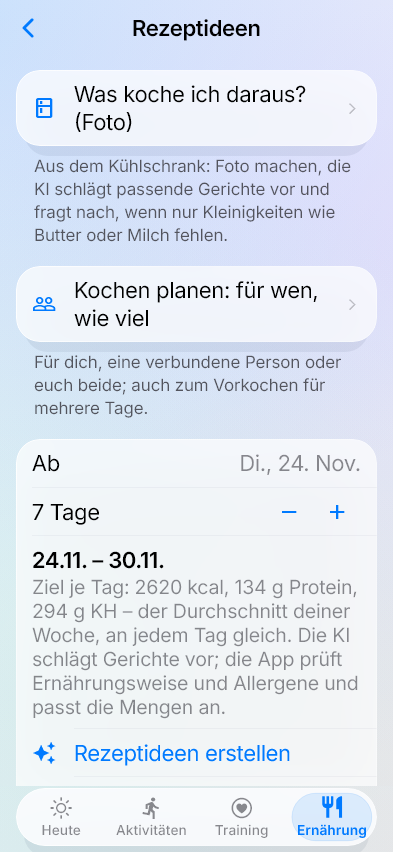 Rezeptideen
Was koche ich daraus?
(Foto)
Aus dem Kühlschrank: Foto machen, die
KI schlägt passende Gerichte vor und
fragt nach, wenn nur Kleinigkeiten wie
Butter oder Milch fehlen.
Kochen planen: für wen,
wie viel
Für dich, eine verbundene Person oder
euch beide; auch zum Vorkochen für
mehrere Tage.
Ab Di., 24. Nov.
7 Tage − +
24.11. – 30.11.
Ziel je Tag: 2620 kcal, 134 g Protein,
294 g KH – der Durchschnitt deiner
Woche, an jedem Tag gleich. Die KI
schlägt Gerichte vor; die App prüft
Ernährungsweise und Allergene und
passt die Mengen an.
Rezeptideen erstellen
Heute Aktivitäten Training Ernährung